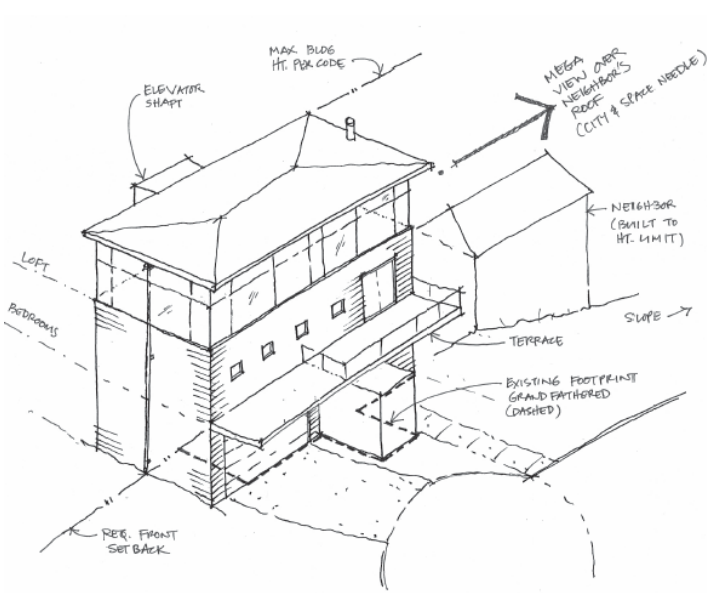 MAX. BLDG
HT. PER CODE
ELEVATOR
SHAFT
MEGA
VIEW OVER
NEIGHBOR'S
ROOF
(CITY & SPACE NEEDLE)
NEIGHBOR
(BUILT TO
HT. LIMIT)
LOFT
BEDROOMS
SLOPE
TERRACE
EXISTING FOOTPRINT
GRANDFATHERED
(DASHED)
REQ. FRONT
SETBACK